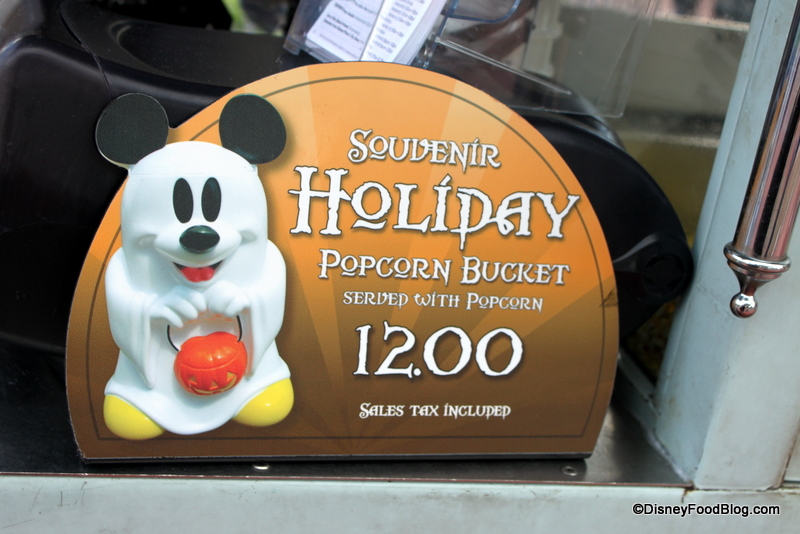 Souvenir
Holiday
Popcorn Bucket
served with Popcorn
12.00
Sales tax included
©DisneyFoodBlog.com